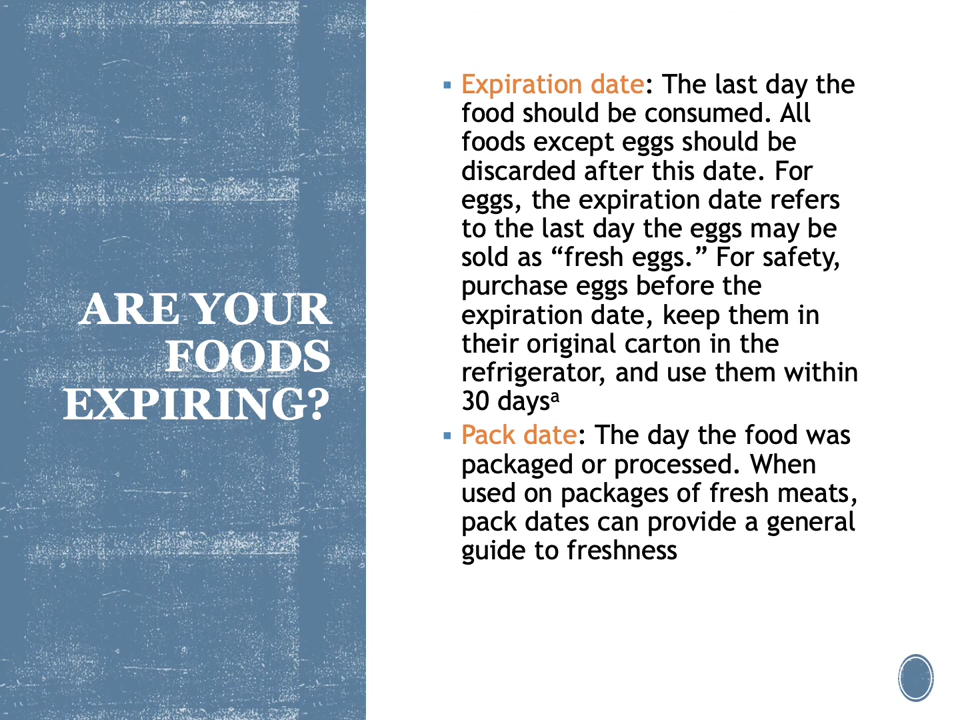 ARE YOUR
FOODS
EXPIRING?
▪ Expiration date: The last day the
food should be consumed. All
foods except eggs should be
discarded after this date. For
eggs, the expiration date refers
to the last day the eggs may be
sold as “fresh eggs.” For safety,
purchase eggs before the
expiration date, keep them in
their original carton in the
refrigerator, and use them within
30 daysᵃ
▪ Pack date: The day the food was
packaged or processed. When
used on packages of fresh meats,
pack dates can provide a general
guide to freshness